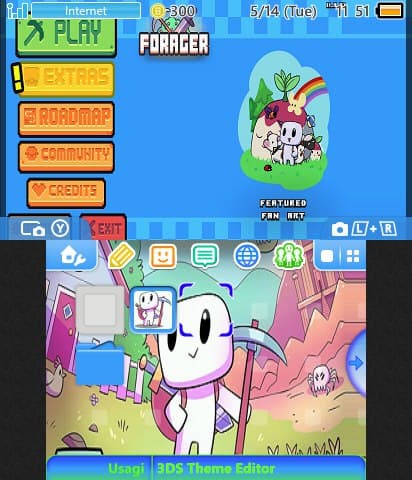 Internet
300
5/14 (Tue)
11 51
PLAY
FORAGER
EXTRAS
ROADMAP
COMMUNITY
CREDITS
FEATURED
FAN ART
Y
EXIT
L+R
Usagi 3DS Theme Editor